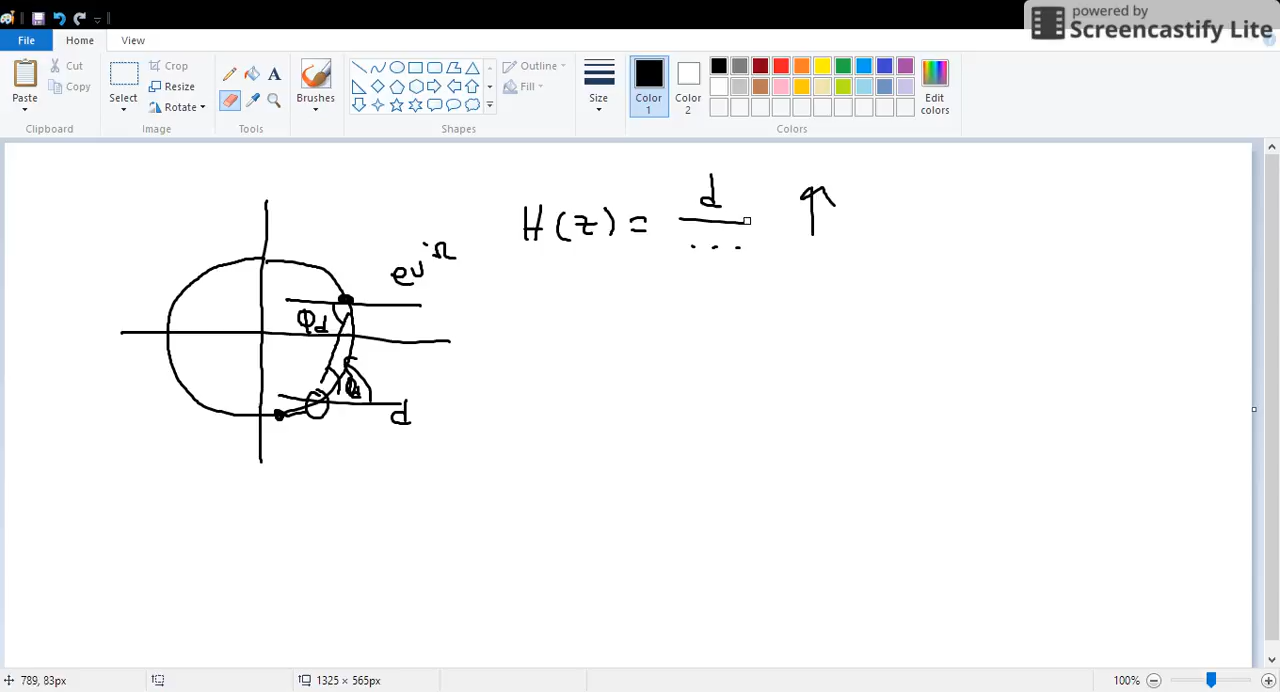 powered by
Screencastify Lite
File Home View
Paste
Cut
Copy
Clipboard
Select
Crop
Resize
Rotate
Image
A
Tools
Brushes
Shapes
Outline
Fill
Size
Color 1
Color 2
Edit colors
Colors
H(z) = d
...
e^jΩ
φd
φd
d
789, 83px
1325 × 565px
100%